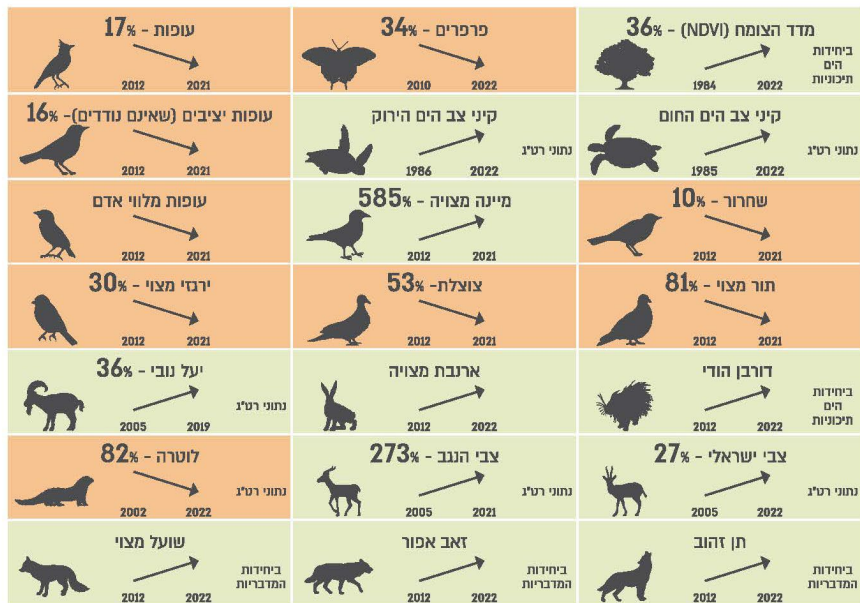 מדד הצומח (NDVI) - 36%
ביחידות
הים
תיכוניות
1984 2022
פרפרים - 34%
2010 2022
עופות - 17%
2012 2021
קיני צב הים החום
נתוני רט"ג
1985 2022
קיני צב הים הירוק
נתוני רט"ג
1986 2022
עופות יציבים (שאינם נודדים)- 16%
2012 2021
שחרור - 10%
2012 2021
מיינה מצויה - 585%
2012 2021
עופות מלווי אדם
2012 2021
תור מצוי - 81%
2012 2021
צוצלת- 53%
2012 2021
ירגזי מצוי - 30%
2012 2021
דורבן הודי
ביחידות
הים
תיכוניות
2012 2022
ארנבת מצויה
2012 2022
יעל נובי - 36%
נתוני רט"ג
2005 2019
צבי ישראלי - 27%
נתוני רט"ג
2005 2022
צבי הנגב - 273%
נתוני רט"ג
2005 2021
לוטרה - 82%
נתוני רט"ג
2002 2022
תן זהוב
ביחידות
המדבריות
2012 2022
זאב אפור
ביחידות
המדבריות
2012 2022
שועל מצוי
ביחידות
המדבריות
2012 2022